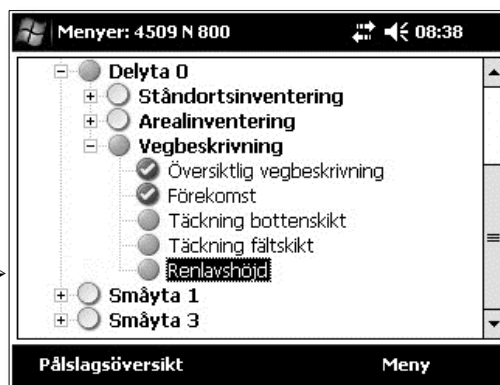 Menyer: 4509 N 800 08:38
Delyta 0
Ståndortsinventering
Arealinventering
Vegbeskrivning
Översiktlig vegbeskrivning
Förekomst
Täckning bottenskikt
Täckning fältskikt
Renlavshöjd
Småyta 1
Småyta 3
Pålslagsöversikt Meny